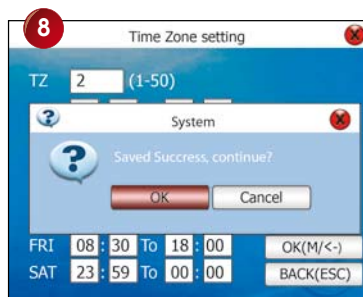 8
Time Zone setting
TZ 2 (1-50)
System
Saved Success, continue?
OK Cancel
FRI 08 : 30 To 18 : 00 OK(M/<-)
SAT 23 : 59 To 00 : 00 BACK(ESC)